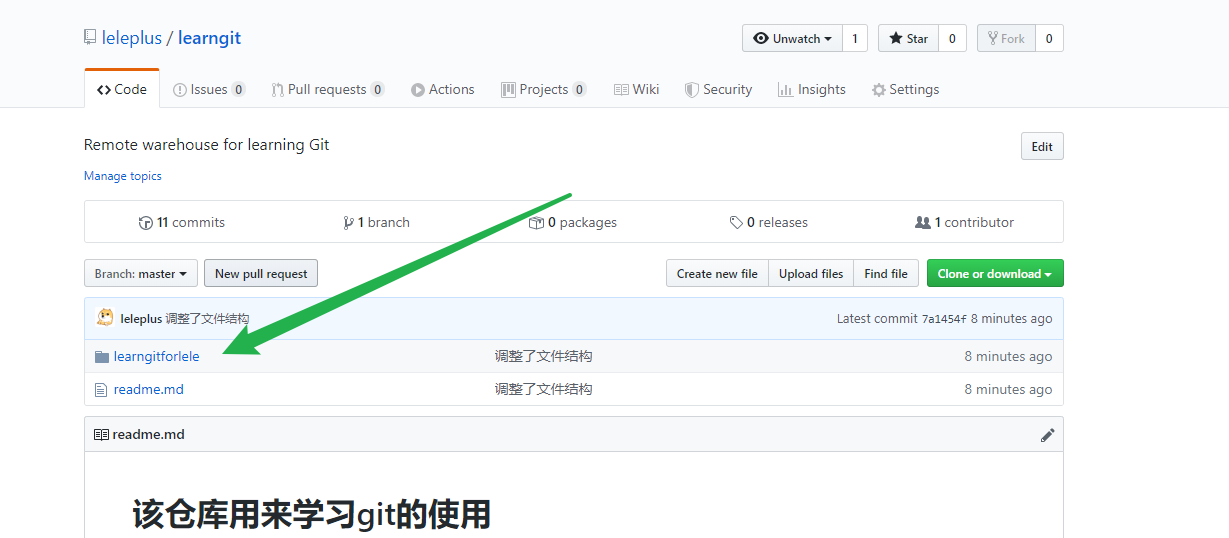 leleplus / learngit Unwatch 1 Star 0 Fork 0
Code Issues 0 Pull requests 0 Actions Projects 0 Wiki Security Insights Settings
Remote warehouse for learning Git Edit
Manage topics
11 commits 1 branch 0 packages 0 releases 1 contributor
Branch: master New pull request Create new file Upload files Find file Clone or download
leleplus 调整了文件结构 Latest commit 7a1454f 8 minutes ago
learngitforlele 调整了文件结构 8 minutes ago
readme.md 调整了文件结构 8 minutes ago
readme.md
该仓库用来学习git的使用